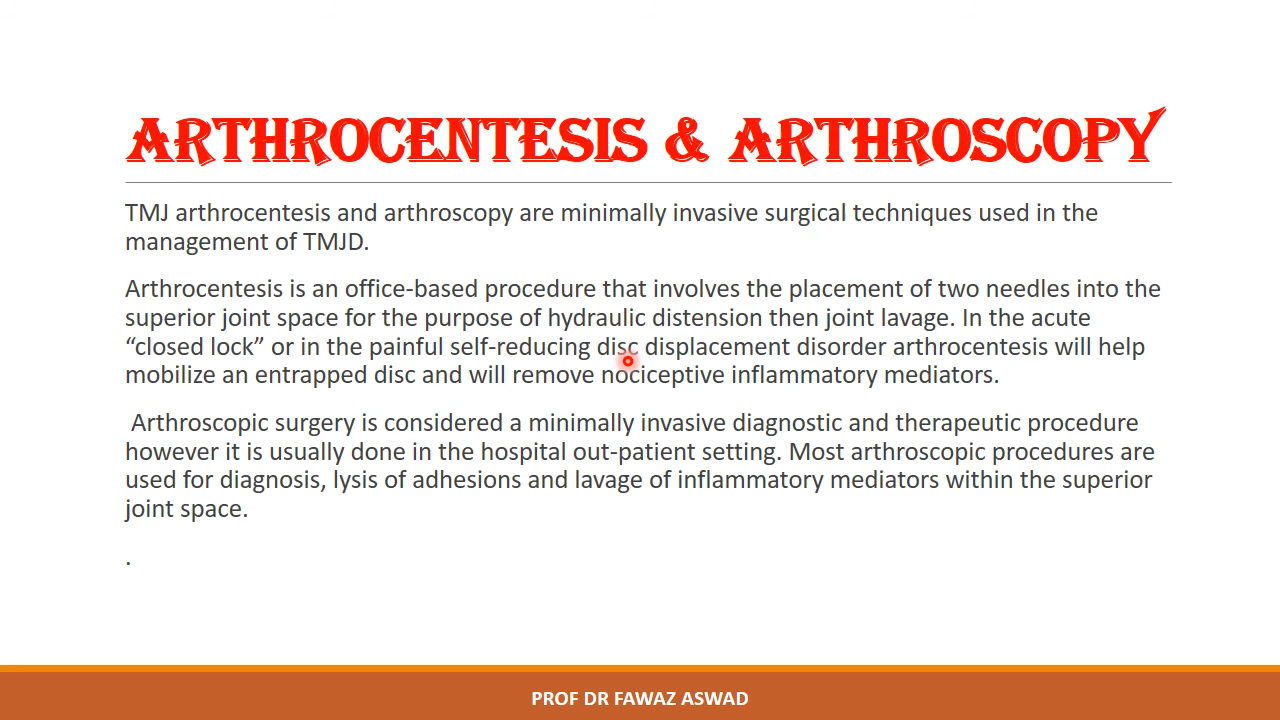 ARTHROCENTESIS & ARTHROSCOPY
TMJ arthrocentesis and arthroscopy are minimally invasive surgical techniques used in the
management of TMJD.
Arthrocentesis is an office-based procedure that involves the placement of two needles into the
superior joint space for the purpose of hydraulic distension then joint lavage. In the acute
“closed lock” or in the painful self-reducing disc displacement disorder arthrocentesis will help
mobilize an entrapped disc and will remove nociceptive inflammatory mediators.
Arthroscopic surgery is considered a minimally invasive diagnostic and therapeutic procedure
however it is usually done in the hospital out-patient setting. Most arthroscopic procedures are
used for diagnosis, lysis of adhesions and lavage of inflammatory mediators within the superior
joint space.
.
PROF DR FAWAZ ASWAD